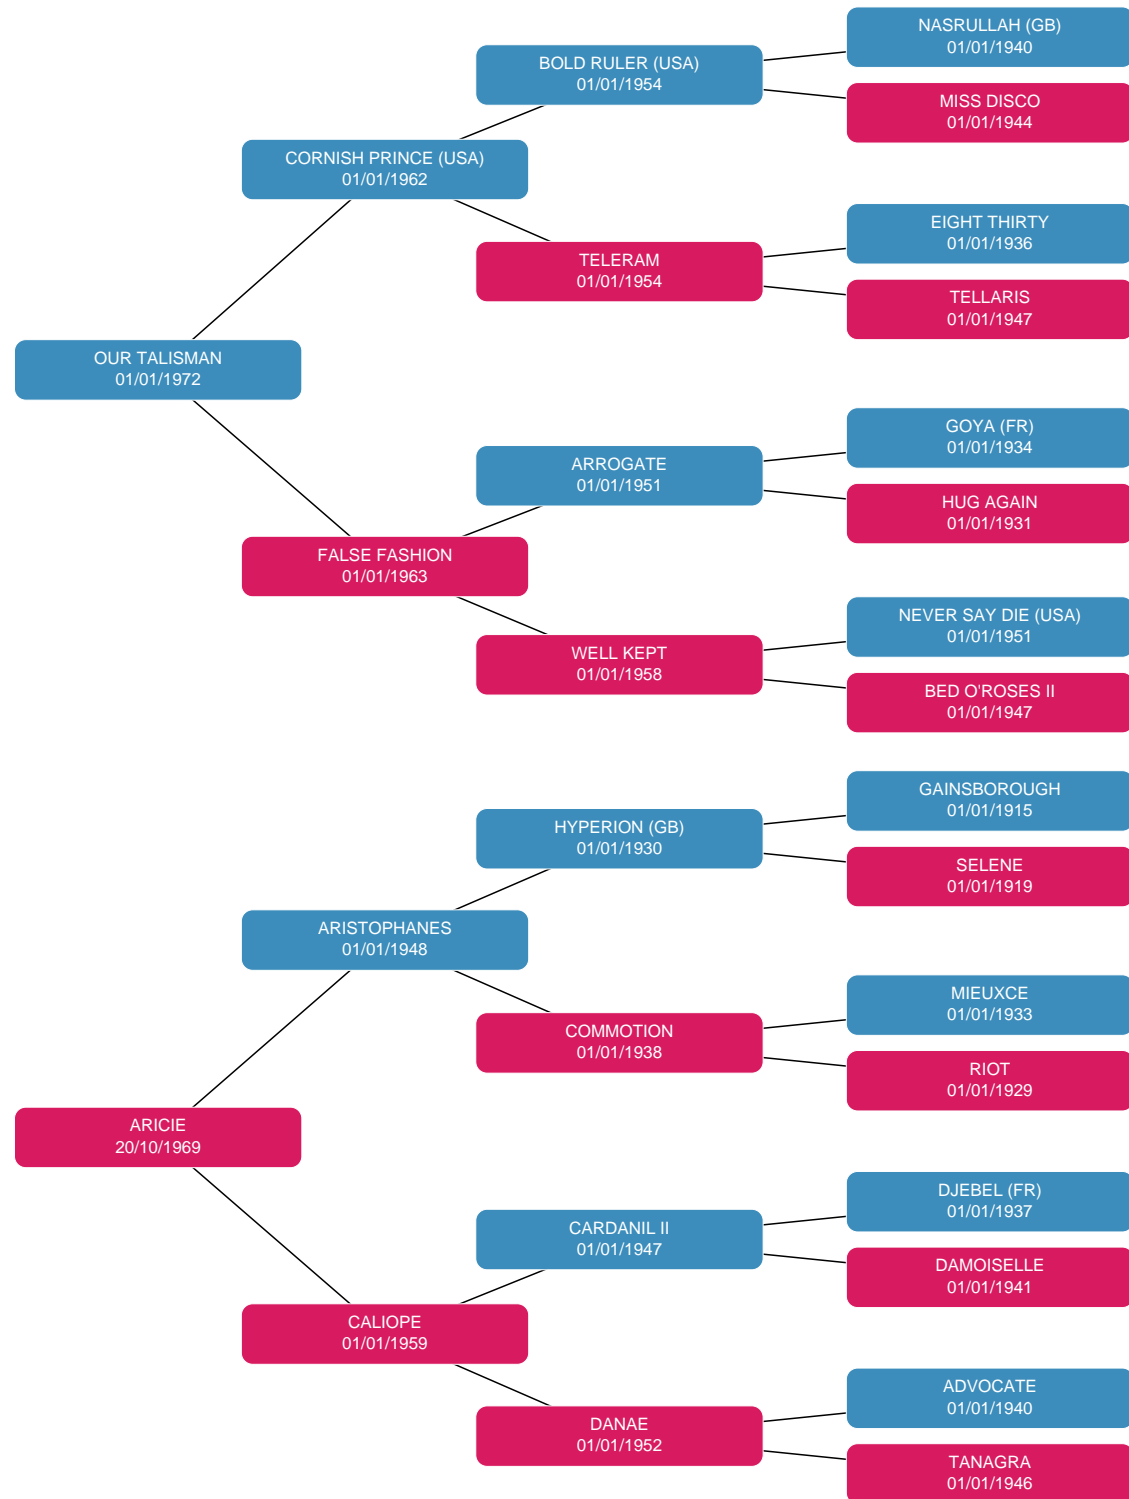 NASRULLAH (GB)
01/01/1940
BOLD RULER (USA)
01/01/1954
MISS DISCO
01/01/1944
CORNISH PRINCE (USA)
01/01/1962
EIGHT THIRTY
01/01/1936
TELERAM
01/01/1954
TELLARIS
01/01/1947
OUR TALISMAN
01/01/1972
GOYA (FR)
01/01/1934
ARROGATE
01/01/1951
HUG AGAIN
01/01/1931
FALSE FASHION
01/01/1963
NEVER SAY DIE (USA)
01/01/1951
WELL KEPT
01/01/1958
BED O'ROSES II
01/01/1947
GAINSBOROUGH
01/01/1915
HYPERION (GB)
01/01/1930
SELENE
01/01/1919
ARISTOPHANES
01/01/1948
MIEUXCE
01/01/1933
COMMOTION
01/01/1938
RIOT
01/01/1929
ARICIE
20/10/1969
DJEBEL (FR)
01/01/1937
CARDANIL II
01/01/1947
DAMOISELLE
01/01/1941
CALIOPE
01/01/1959
ADVOCATE
01/01/1940
DANAE
01/01/1952
TANAGRA
01/01/1946